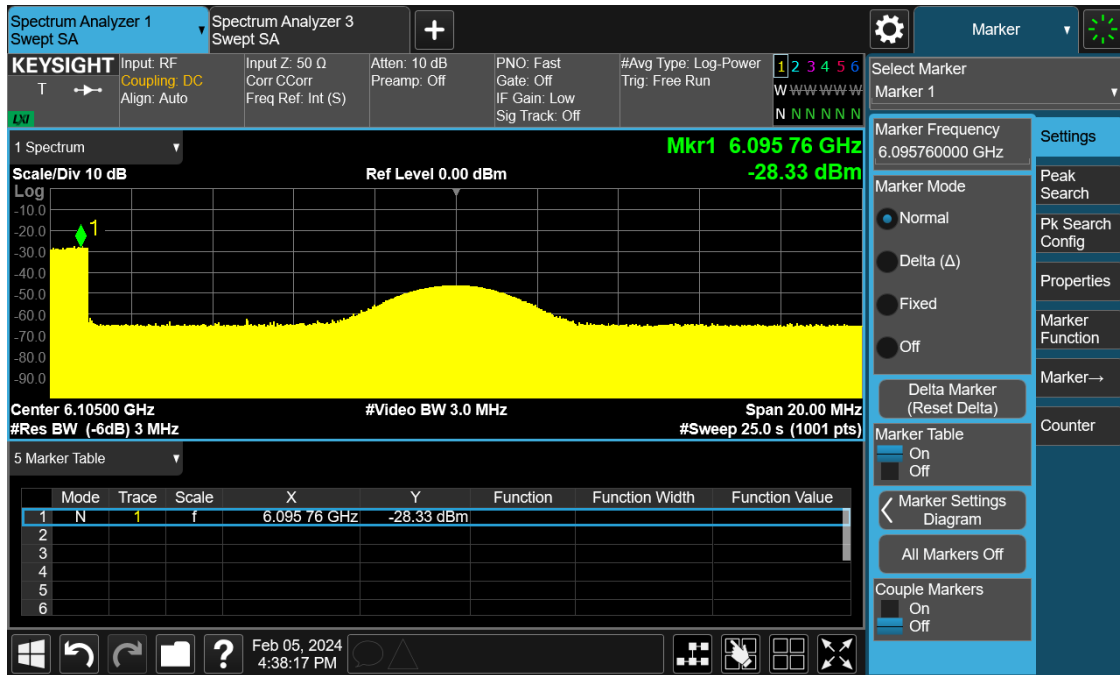 Spectrum Analyzer 1
Swept SA
Spectrum Analyzer 3
Swept SA
Marker
KEYSIGHT
T
LXI
Input: RF
Coupling: DC
Align: Auto
Input Z: 50 Ω
Corr CCorr
Freq Ref: Int (S)
Atten: 10 dB
Preamp: Off
PNO: Fast
Gate: Off
IF Gain: Low
Sig Track: Off
#Avg Type: Log-Power
Trig: Free Run
1 2 3 4 5 6
W W W W W W
N N N N N N
Select Marker
Marker 1
1 Spectrum
Mkr1 6.095 76 GHz
-28.33 dBm
Scale/Div 10 dB
Ref Level 0.00 dBm
Log
-10.0
-20.0
-30.0
-40.0
-50.0
-60.0
-70.0
-80.0
-90.0
1
Center 6.10500 GHz
#Video BW 3.0 MHz
Span 20.00 MHz
#Res BW (-6dB) 3 MHz
#Sweep 25.0 s (1001 pts)
5 Marker Table
Mode Trace Scale X Y Function Function Width Function Value
1 N 1 f 6.095 76 GHz -28.33 dBm
2
3
4
5
6
Marker Frequency
6.095760000 GHz
Marker Mode
Normal
Delta (Δ)
Fixed
Off
Delta Marker
(Reset Delta)
Marker Table
On
Off
Marker Settings
Diagram
All Markers Off
Couple Markers
On
Off
Settings
Peak
Search
Pk Search
Config
Properties
Marker
Function
Marker→
Counter
?
Feb 05, 2024
4:38:17 PM